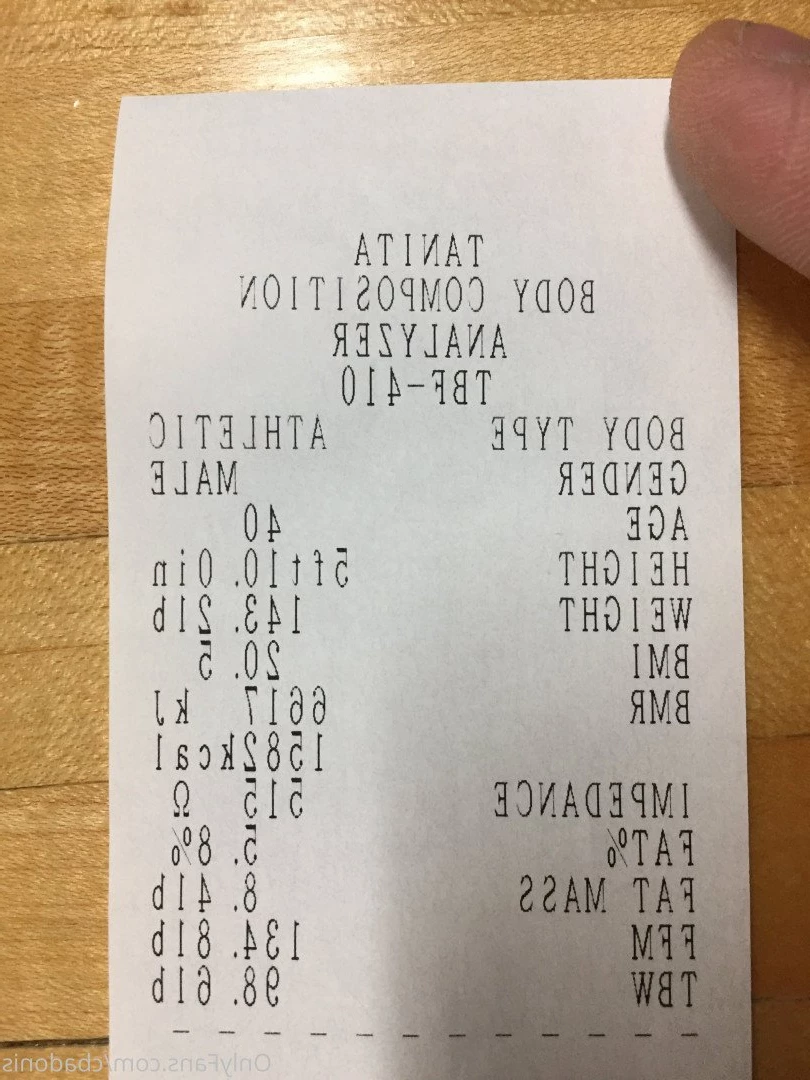 TANITA
BODY COMPOSITION
ANALYZER
TBF-410
BODY TYPE ATHLETIC
GENDER MALE
AGE 40
HEIGHT 5ft10.0in
WEIGHT 143.2lb
BMI 20.5
BMR 6617 kJ
1582kcal
IMPEDANCE 515 Ω
FAT% 5.8%
FAT MASS 8.4lb
FFM 134.8lb
TBW 98.6lb
OnlyFans.com/cbadonis